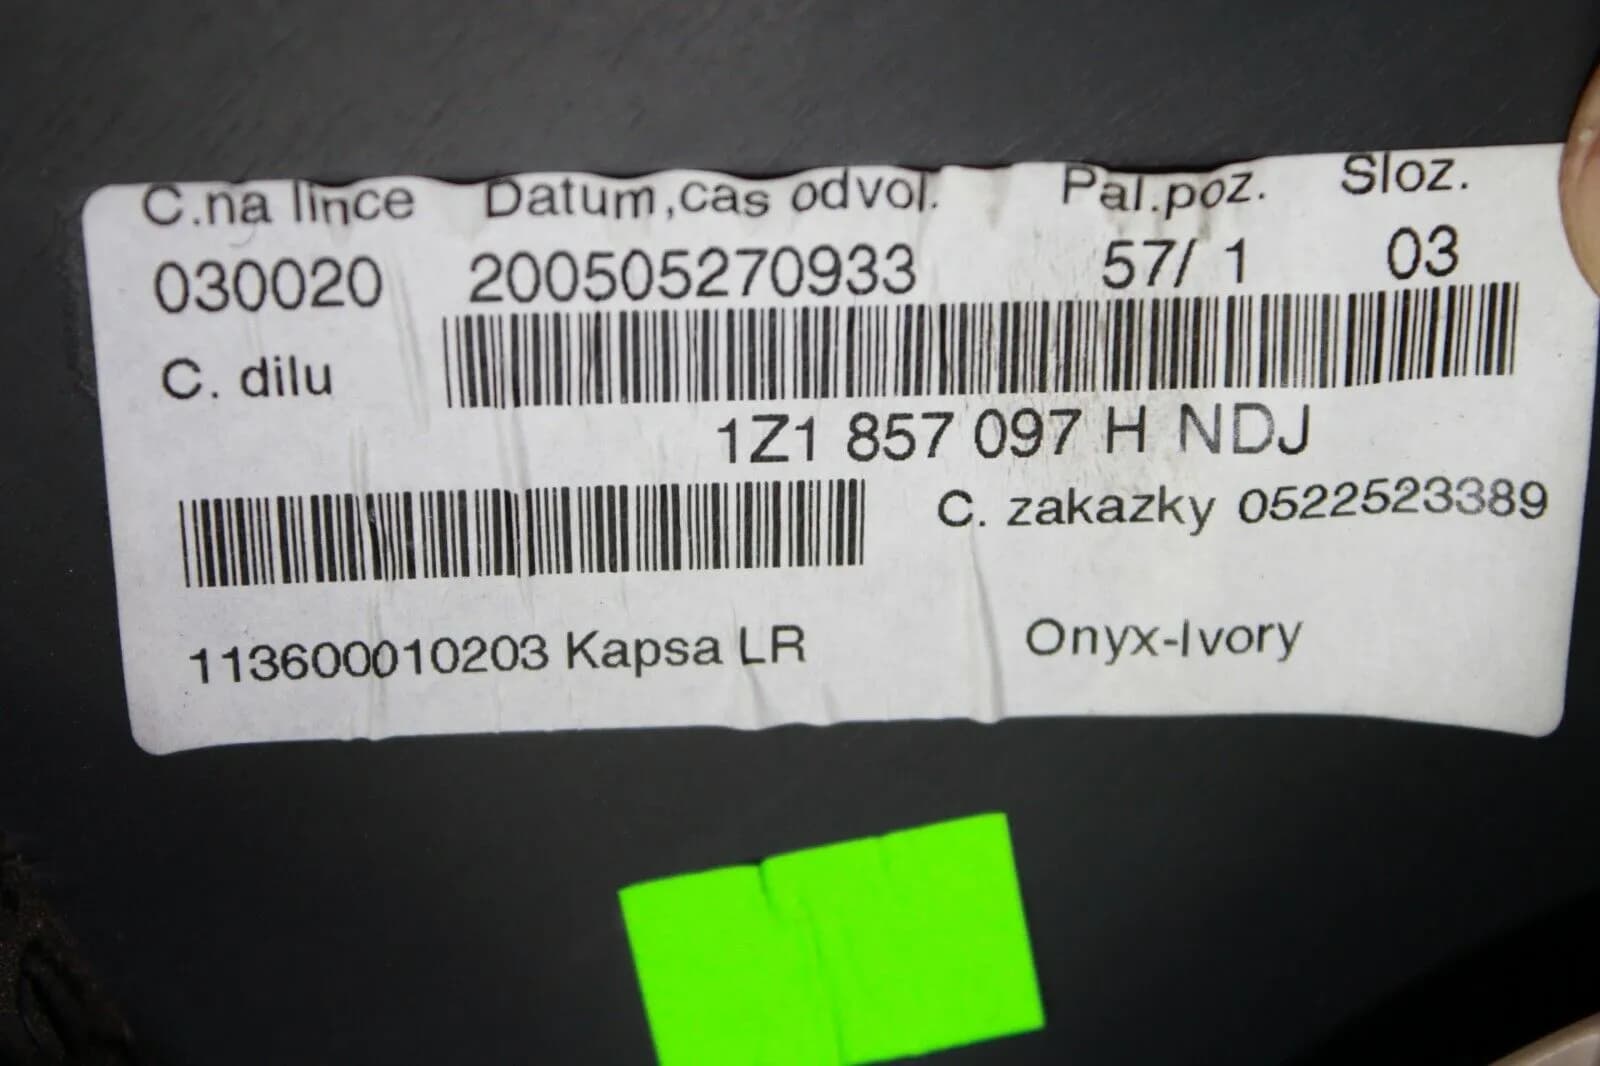 C.na lince Datum,cas odvol. Pal.poz. Sloz.
030020 200505270933 57/ 1 03
C. dilu
1Z1 857 097 H NDJ
C. zakazky 0522523389
113600010203 Kapsa LR Onyx-Ivory